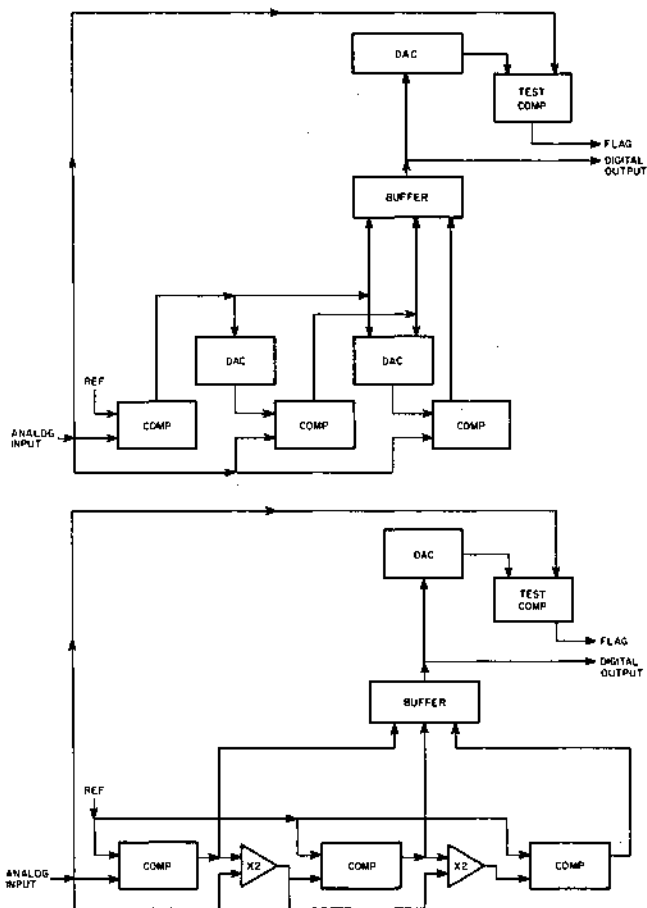 DAC
TEST
COMP
FLAG
DIGITAL
OUTPUT
BUFFER
DAC
DAC
REF
COMP
COMP
COMP
ANALOG
INPUT
DAC
TEST
COMP
FLAG
DIGITAL
OUTPUT
BUFFER
REF
COMP
X2
COMP
X2
COMP
ANALOG
INPUT